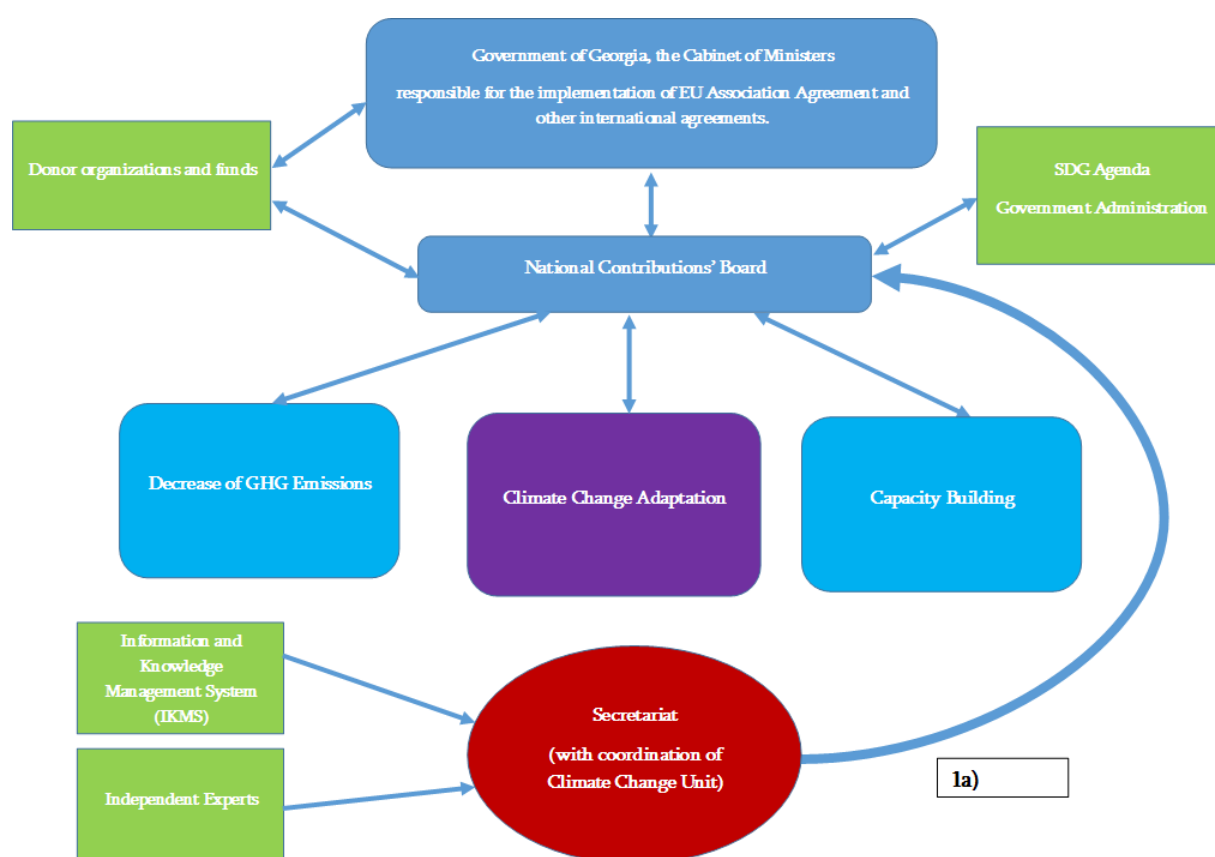 Government of Georgia, the Cabinet of Ministers
responsible for the implementation of EU Association Agreement and
other international agreements.
Donor organizations and funds
SDG Agenda
Government Administration
National Contributions’ Board
Decrease of GHG Emissions
Climate Change Adaptation
Capacity Building
Information and
Knowledge
Management System
(IKMS)
Secretariat
(with coordination of
Climate Change Unit)
1a)
Independent Experts